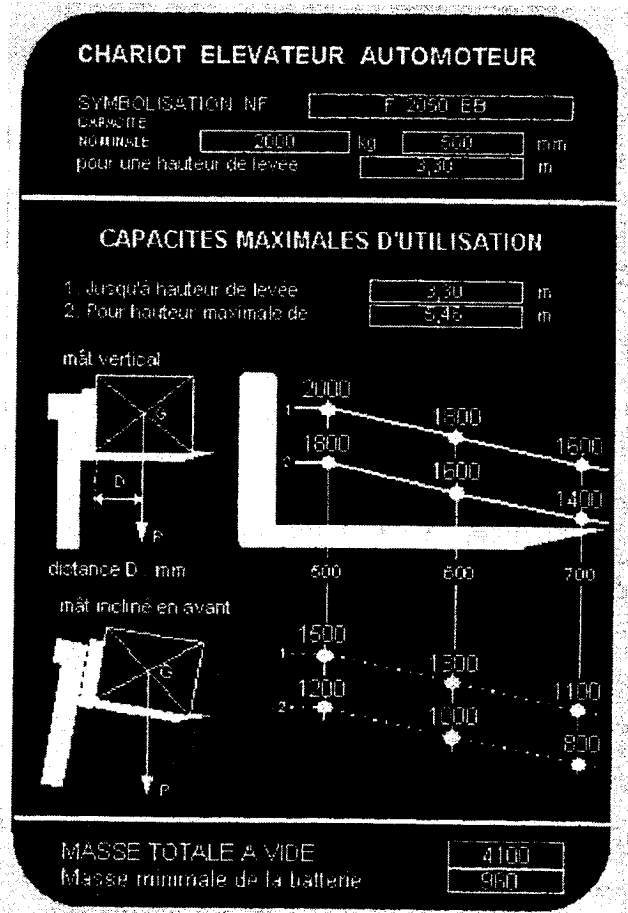 CHARIOT ELEVATEUR AUTOMOTEUR
SYMBOLISATION NF F 2050 EB
CAPACITE
NOMINALE 2000 kg 500 mm
pour une hauteur de levée 3,30 m
CAPACITES MAXIMALES D'UTILISATION
1. Jusqu'à hauteur de levée 3,30 m
2. Pour hauteur maximale de 5,46 m
mât vertical
G
D
P
1 2000 1800 1600
2 1800 1600 1400
distance D . mm 500 600 700
mât incliné en avant
G
P
1 1500 1300 1100
2 1200 1000 800
MASSE TOTALE A VIDE 4100
Masse minimale de la batterie 960